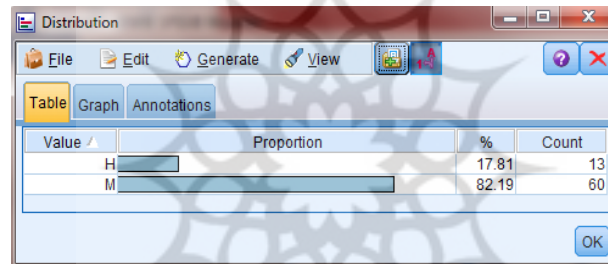 Distribution
File Edit Generate View
Table Graph Annotations
Value Proportion % Count
H 17.81 13
M 82.19 60
OK